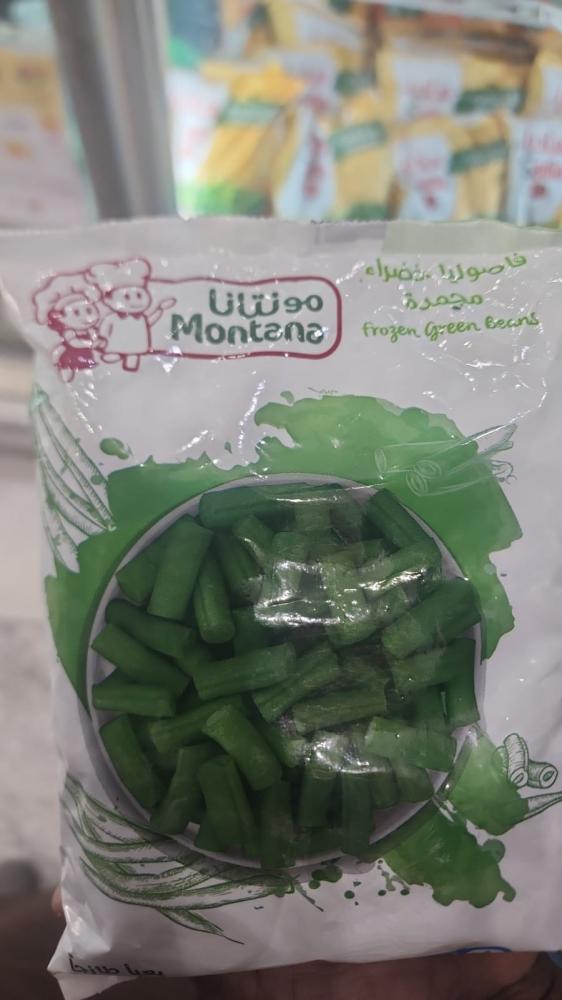 مونتانا
Montana
فاصوليا خضراء
مجمدة
Frozen Green Beans